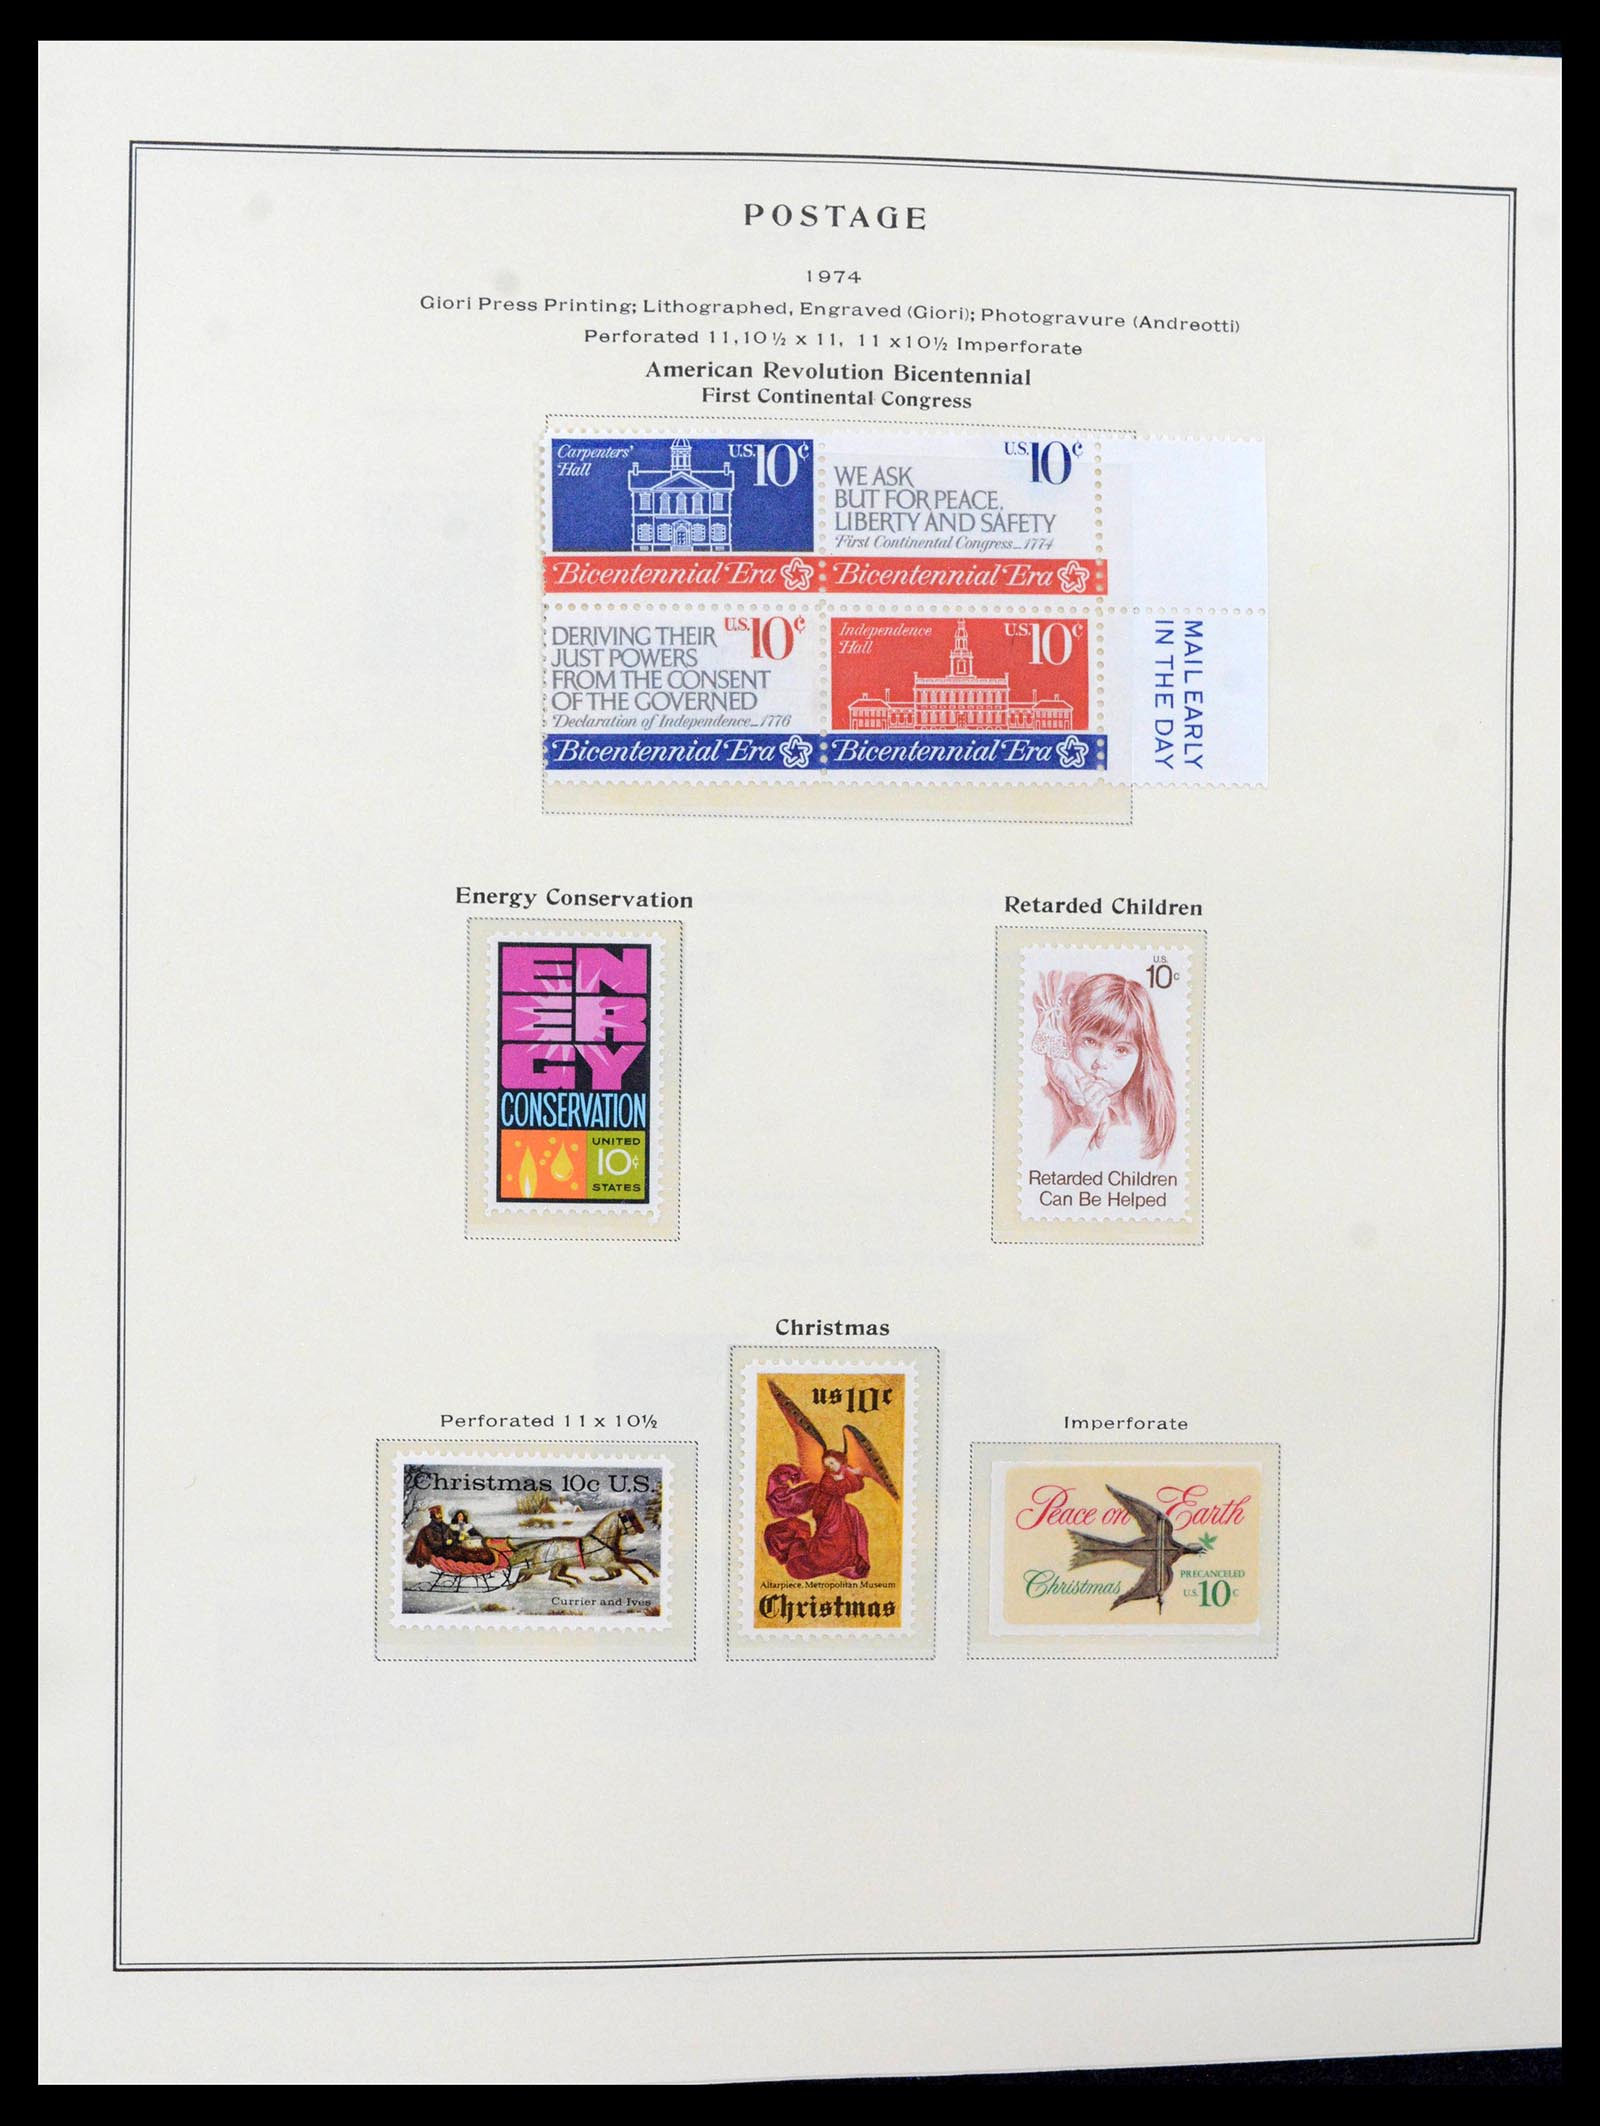 POSTAGE
1974
Giori Press Printing; Lithographed, Engraved (Giori); Photogravure (Andreotti)
Perforated 11, 10½ x 11, 11 x 10½ Imperforate
American Revolution Bicentennial
First Continental Congress
Carpenters'
Hall
U.S. 10¢
Bicentennial Era
U.S. 10¢
WE ASK
BUT FOR PEACE,
LIBERTY AND SAFETY
First Continental Congress_1774
Bicentennial Era
DERIVING THEIR
JUST POWERS
FROM THE CONSENT
OF THE GOVERNED
Declaration of Independence_1776
U.S. 10¢
Bicentennial Era
Independence
Hall
U.S. 10¢
Bicentennial Era
MAIL EARLY
IN THE DAY
Energy Conservation
EN
ER
GY
CONSERVATION
UNITED
10¢
STATES
Retarded Children
U.S.
10c
Retarded Children
Can Be Helped
Christmas
Perforated 11 x 10½
Christmas 10c U.S.
Currier and Ives
us 10c
Altarpiece, Metropolitan Museum
Christmas
Imperforate
Peace on Earth
Christmas
PRECANCELED
U.S. 10c